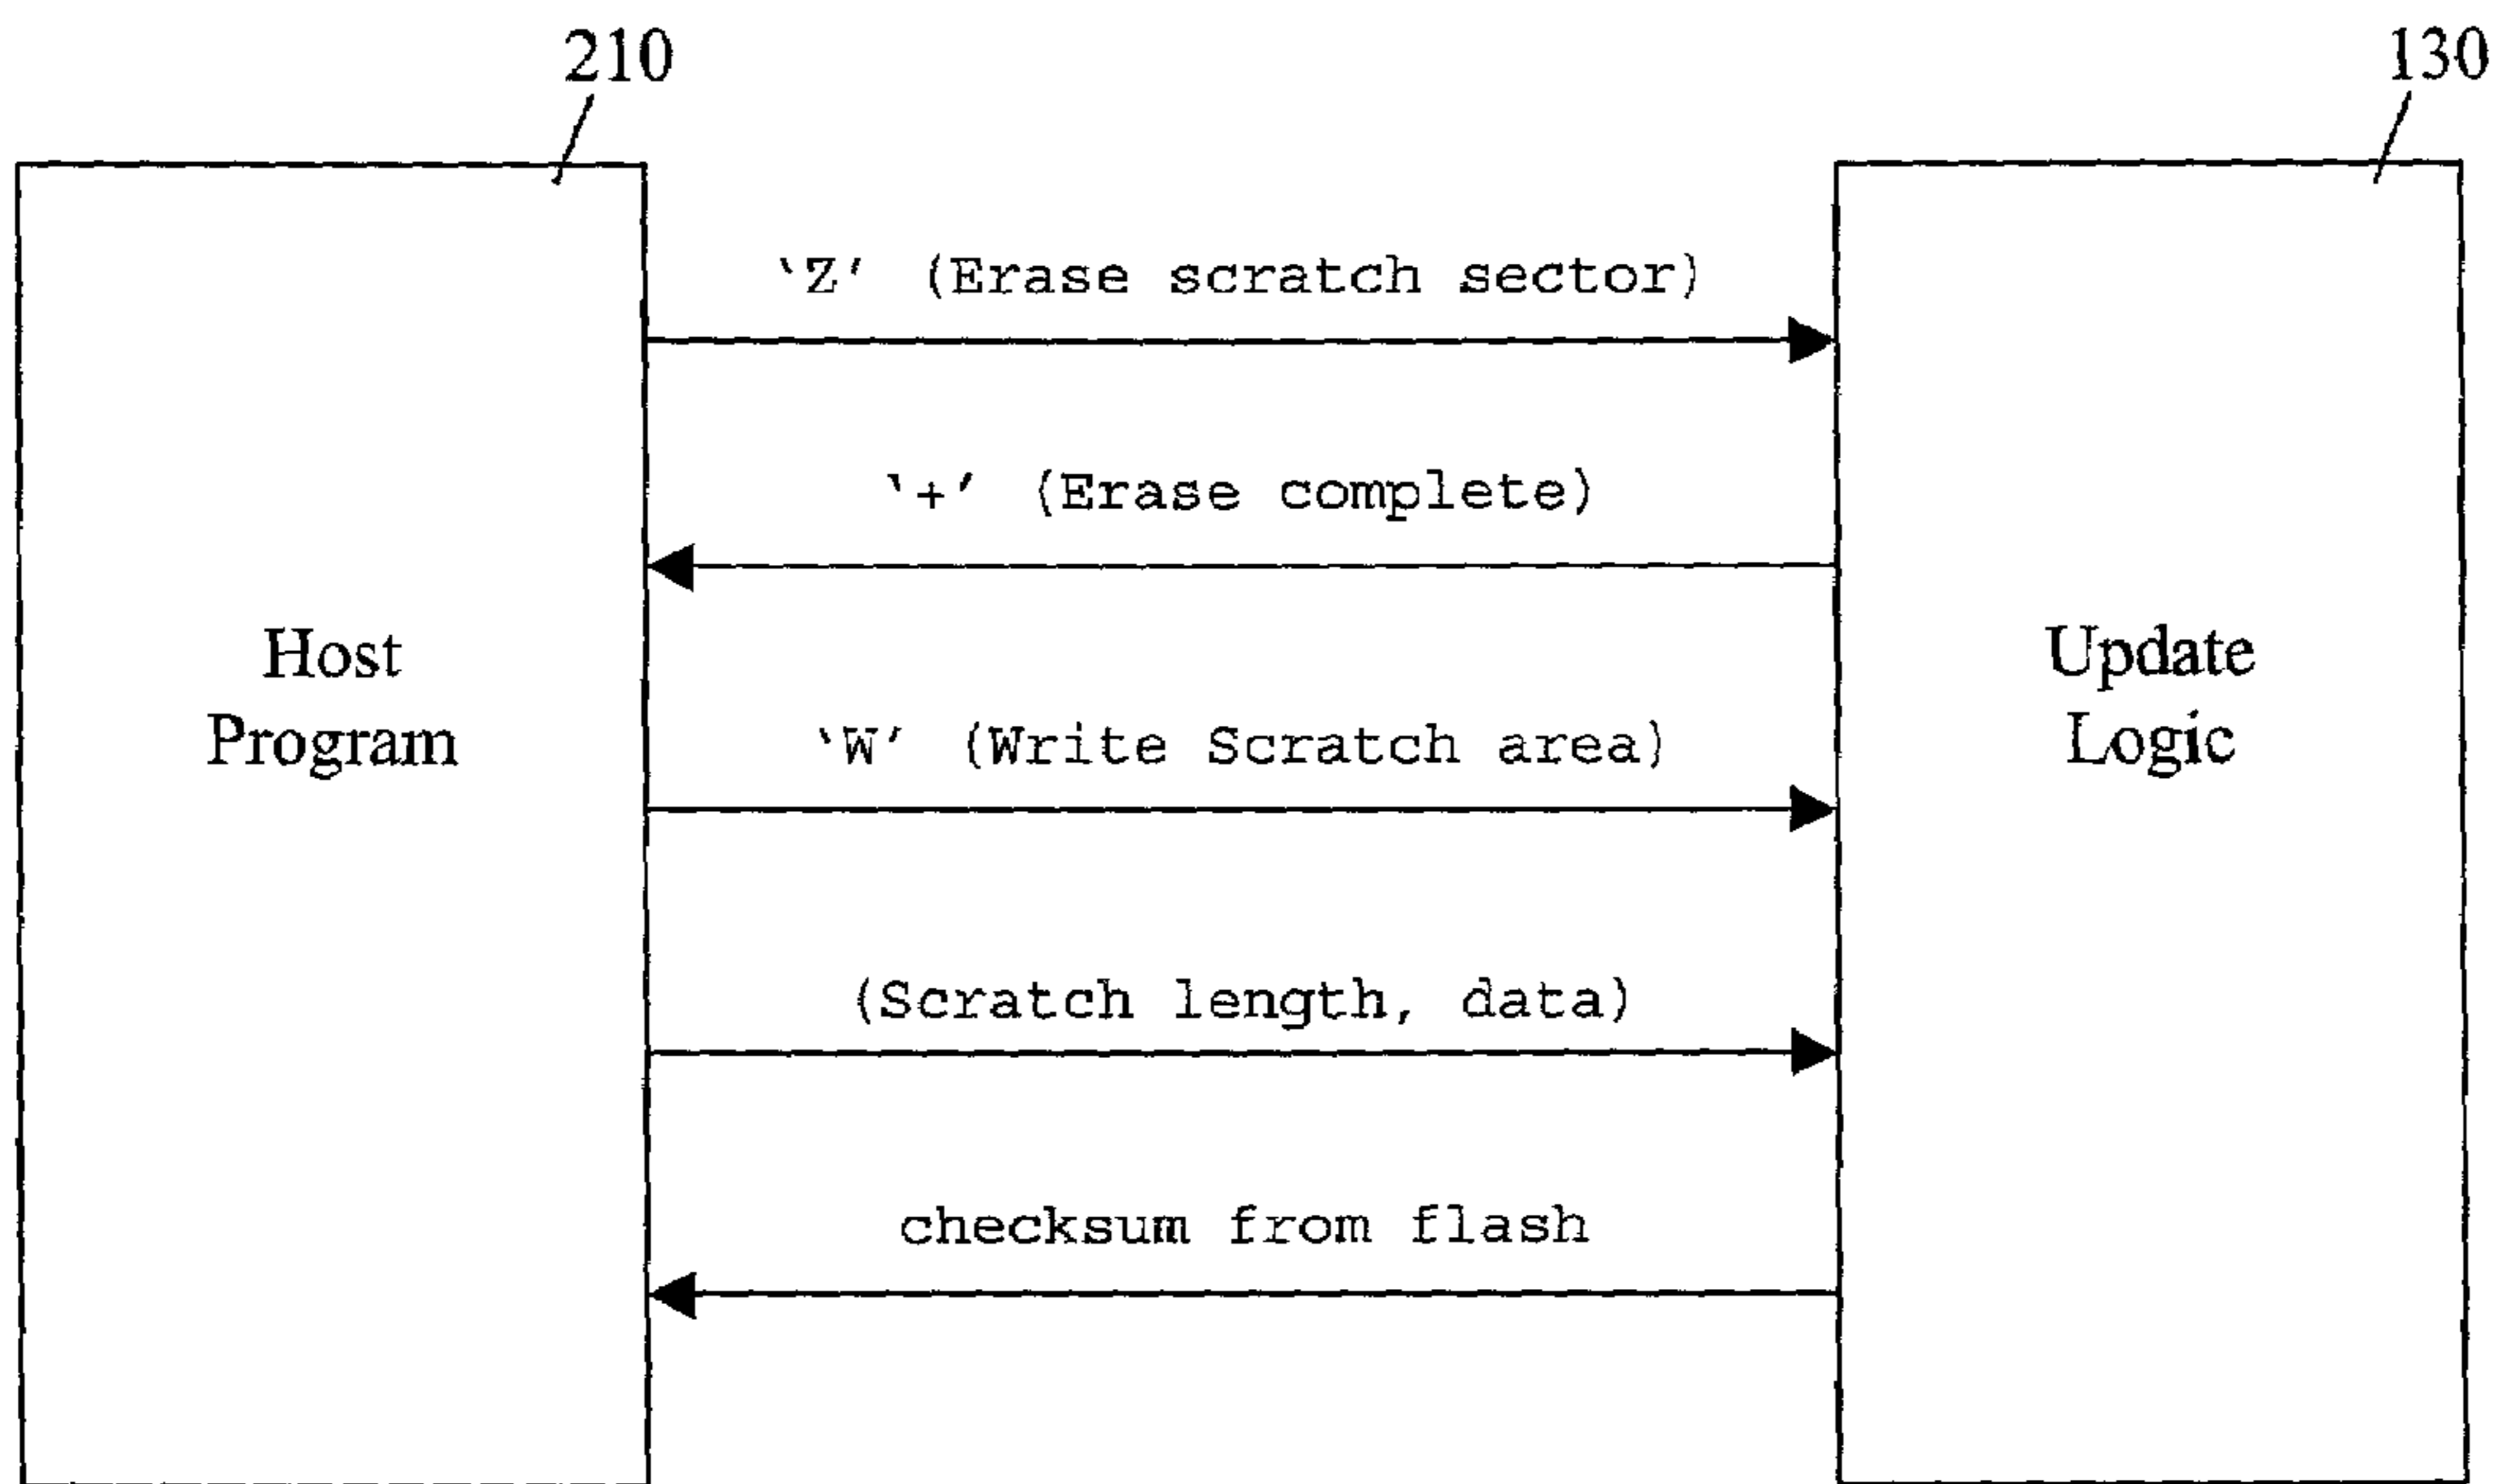 210
130
‘Z’ (Erase scratch sector)
‘+’ (Erase complete)
Host
Program
Update
Logic
‘W’ (Write Scratch area)
(Scratch length, data)
checksum from flash